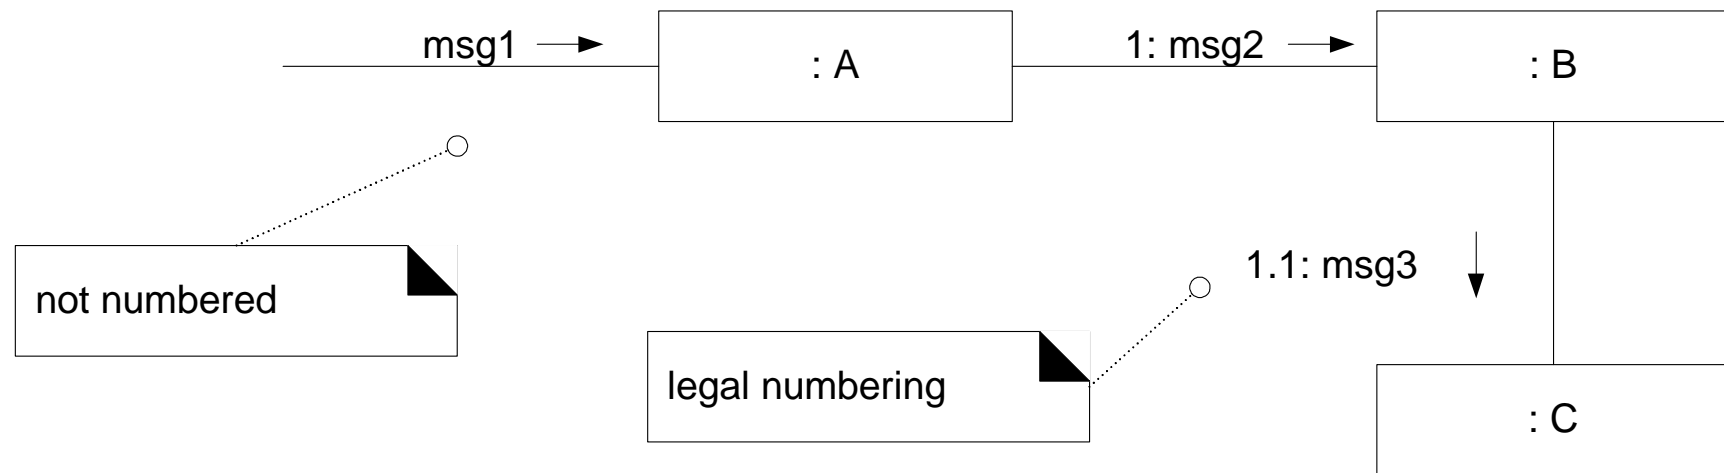 msg1
: A
1: msg2
: B
not numbered
1.1: msg3
legal numbering
: C